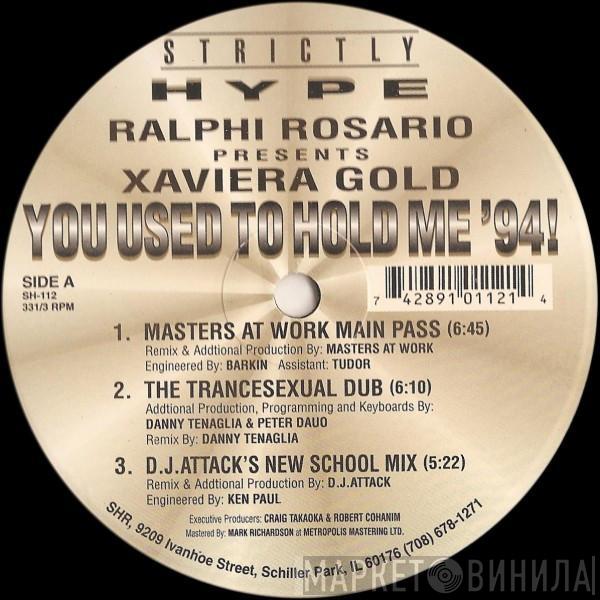 STRICTLY
HYPE
RALPHI ROSARIO
PRESENTS
XAVIERA GOLD
YOU USED TO HOLD ME '94!
SIDE A
SH-112
331/3 RPM
7 42891 01121 4
1. MASTERS AT WORK MAIN PASS (6:45)
Remix & Addtional Production By: MASTERS AT WORK
Engineered By: BARKIN Assistant: TUDOR
2. THE TRANCESEXUAL DUB (6:10)
Addtional Production, Programming and Keyboards By:
DANNY TENAGLIA & PETER DAUO
Remix By: DANNY TENAGLIA
3. D.J.ATTACK'S NEW SCHOOL MIX (5:22)
Remix & Addtional Production By: D.J.ATTACK
Engineered By: KEN PAUL
Executive Producers: CRAIG TAKAOKA & ROBERT COHANIM
Mastered By: MARK RICHARDSON at METROPOLIS MASTERING LTD.
SHR, 9209 Ivanhoe Street, Schiller Park, IL 60176 (708) 678-1271
МАРКЕТ ВИНИЛА